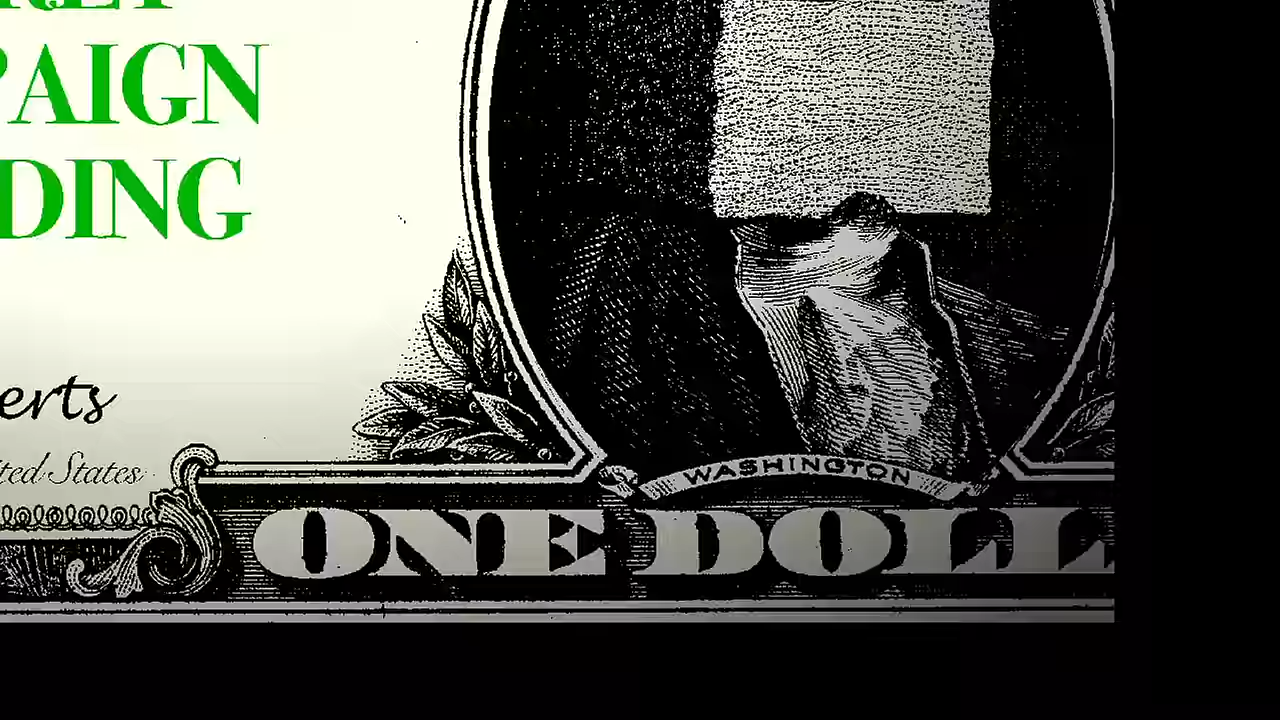 PAIGN
DING
erts
ted States
WASHINGTON
ONE DOLL